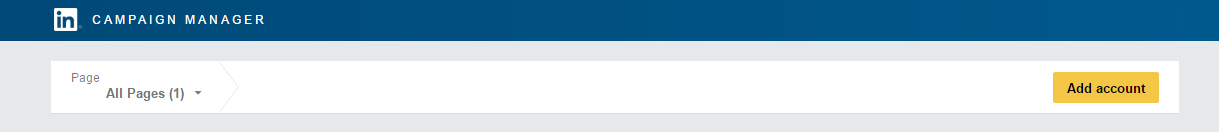 in CAMPAIGN MANAGER
Page
All Pages (1)
Add account